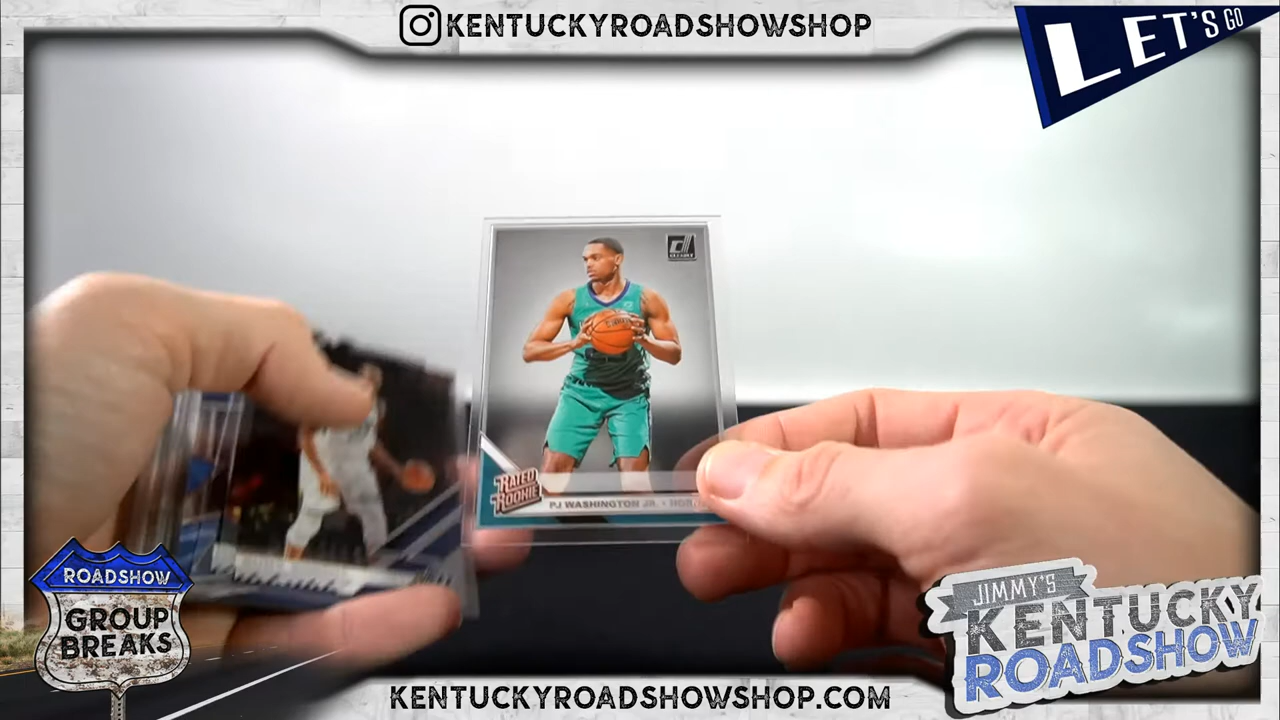 KENTUCKYROADSHOWSHOP
LET'S GO
RATED
ROOKIE
PJ WASHINGTON JR. •
ROADSHOW
GROUP
BREAKS
JIMMY'S
KENTUCKY
ROADSHOW
KENTUCKYROADSHOWSHOP.COM